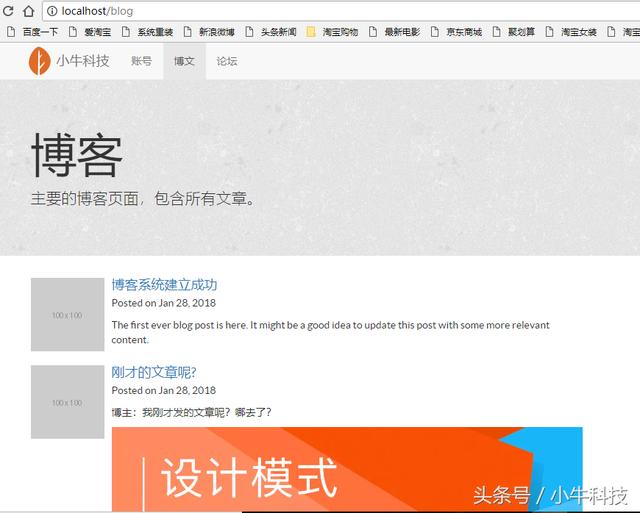 localhost/blog
百度一下 爱淘宝 系统重装 新浪微博 头条新闻 淘宝购物 最新电影 京东商城 聚划算 淘宝女装 淘宝
小牛科技 账号 博文 论坛
博客
主要的博客页面，包含所有文章。
100 x 100
博客系统建立成功
Posted on Jan 28, 2018
The first ever blog post is here. It might be a good idea to update this post with some more relevant
content.
100 x 100
刚才的文章呢?
Posted on Jan 28, 2018
博主：我刚才发的文章呢？哪去了?
设计模式
头条号 / 小牛科技